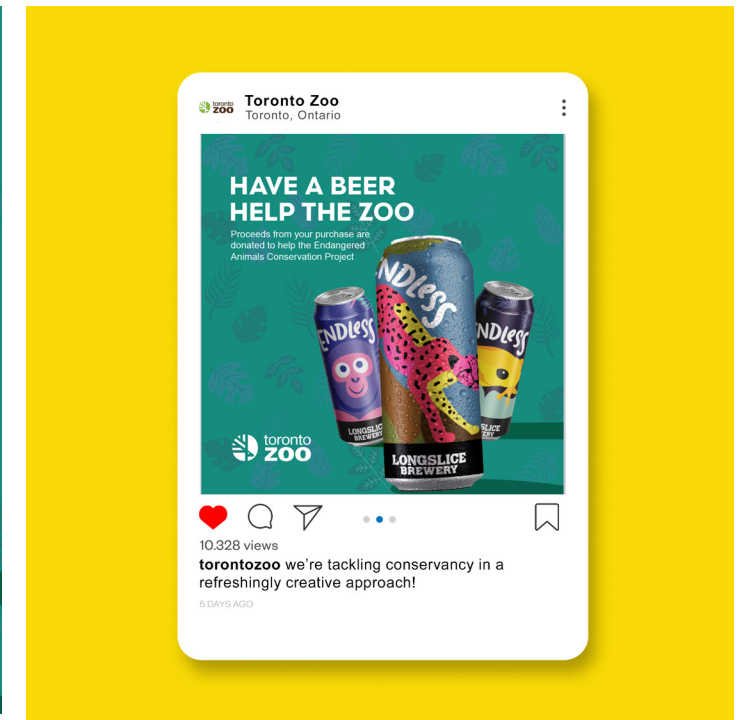 toronto
zoo
Toronto Zoo
Toronto, Ontario
HAVE A BEER
HELP THE ZOO
Proceeds from your purchase are
donated to help the Endangered
Animals Conservation Project
ENDLESS
ENDLESS
ENDLESS
LONGSLICE
BREWERY
LONGSLICE
BREWERY
toronto
zoo
10.328 views
torontozoo we’re tackling conservancy in a
refreshingly creative approach!
5 DAYS AGO